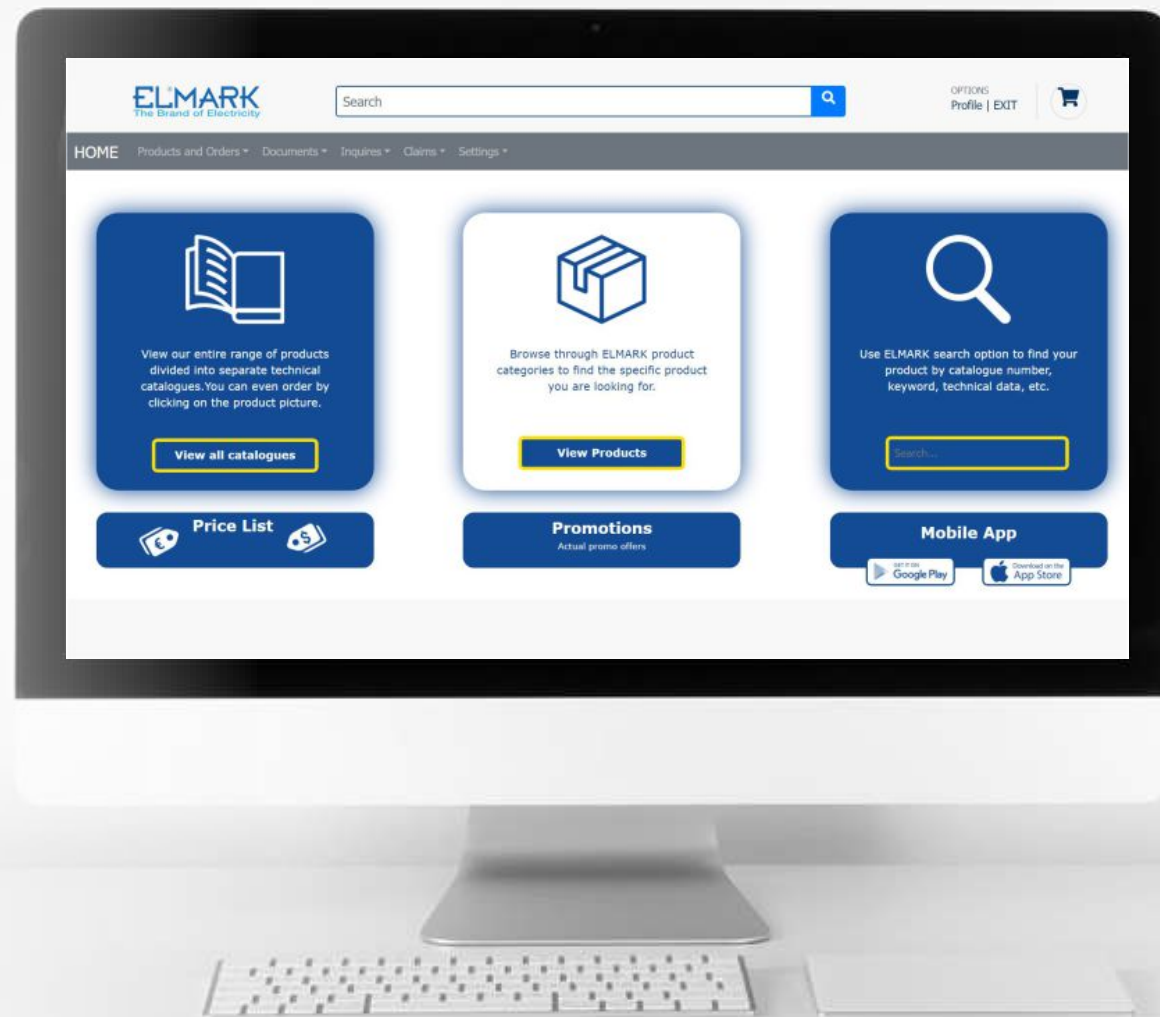 ELMARK
The Brand of Electricity
Search
OPTIONS
Profile | EXIT
HOME Products and Orders Documents Inquires Claims Settings
View our entire range of products
divided into separate technical
catalogues.You can even order by
clicking on the product picture.
View all catalogues
Browse through ELMARK product
categories to find the specific product
you are looking for.
View Products
Use ELMARK search option to find your
product by catalogue number,
keyword, technical data, etc.
Search...
Price List
€
$
Promotions
Actual promo offers
Mobile App
GET IT ON
Google Play
Download on the
App Store